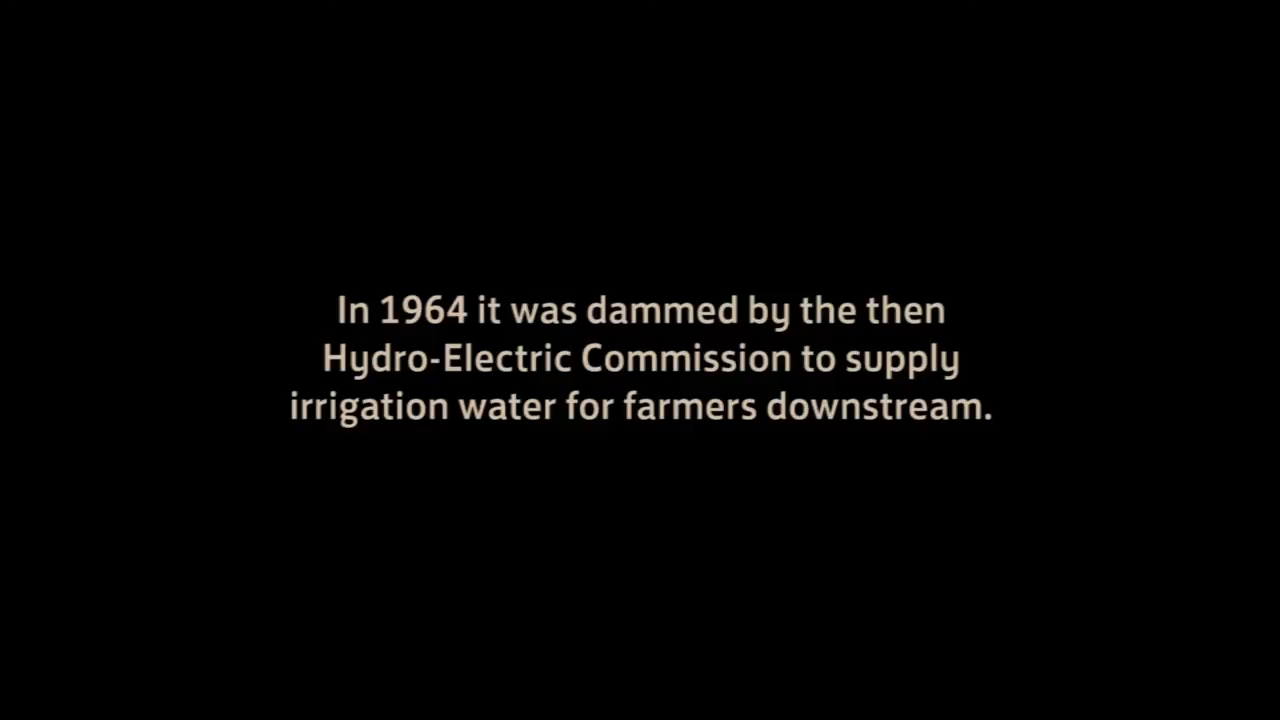 In 1964 it was dammed by the then
Hydro-Electric Commission to supply
irrigation water for farmers downstream.